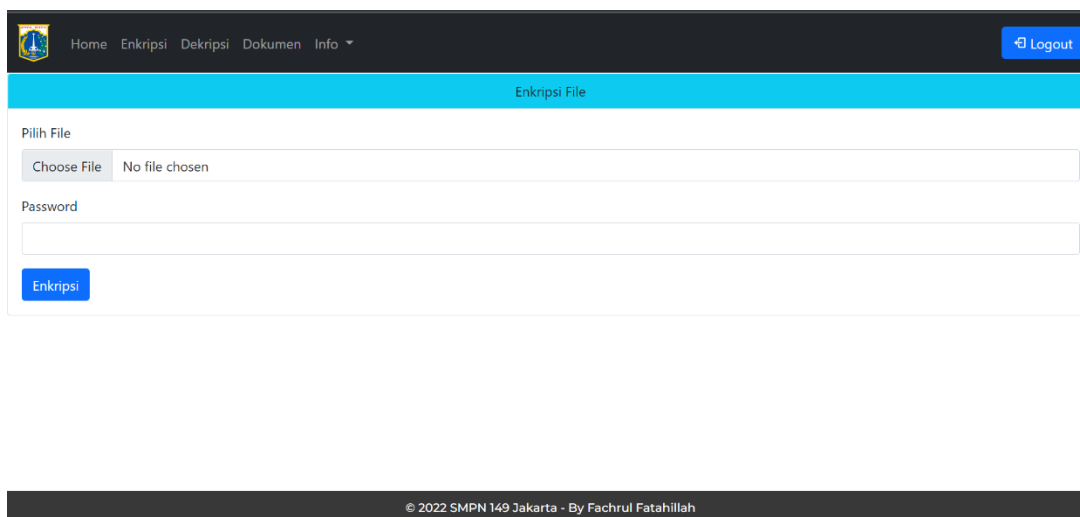 Home Enkripsi Dekripsi Dokumen Info Logout
Enkripsi File
Pilih File
Choose File No file chosen
Password
Enkripsi
© 2022 SMPN 149 Jakarta - By Fachrul Fatahillah